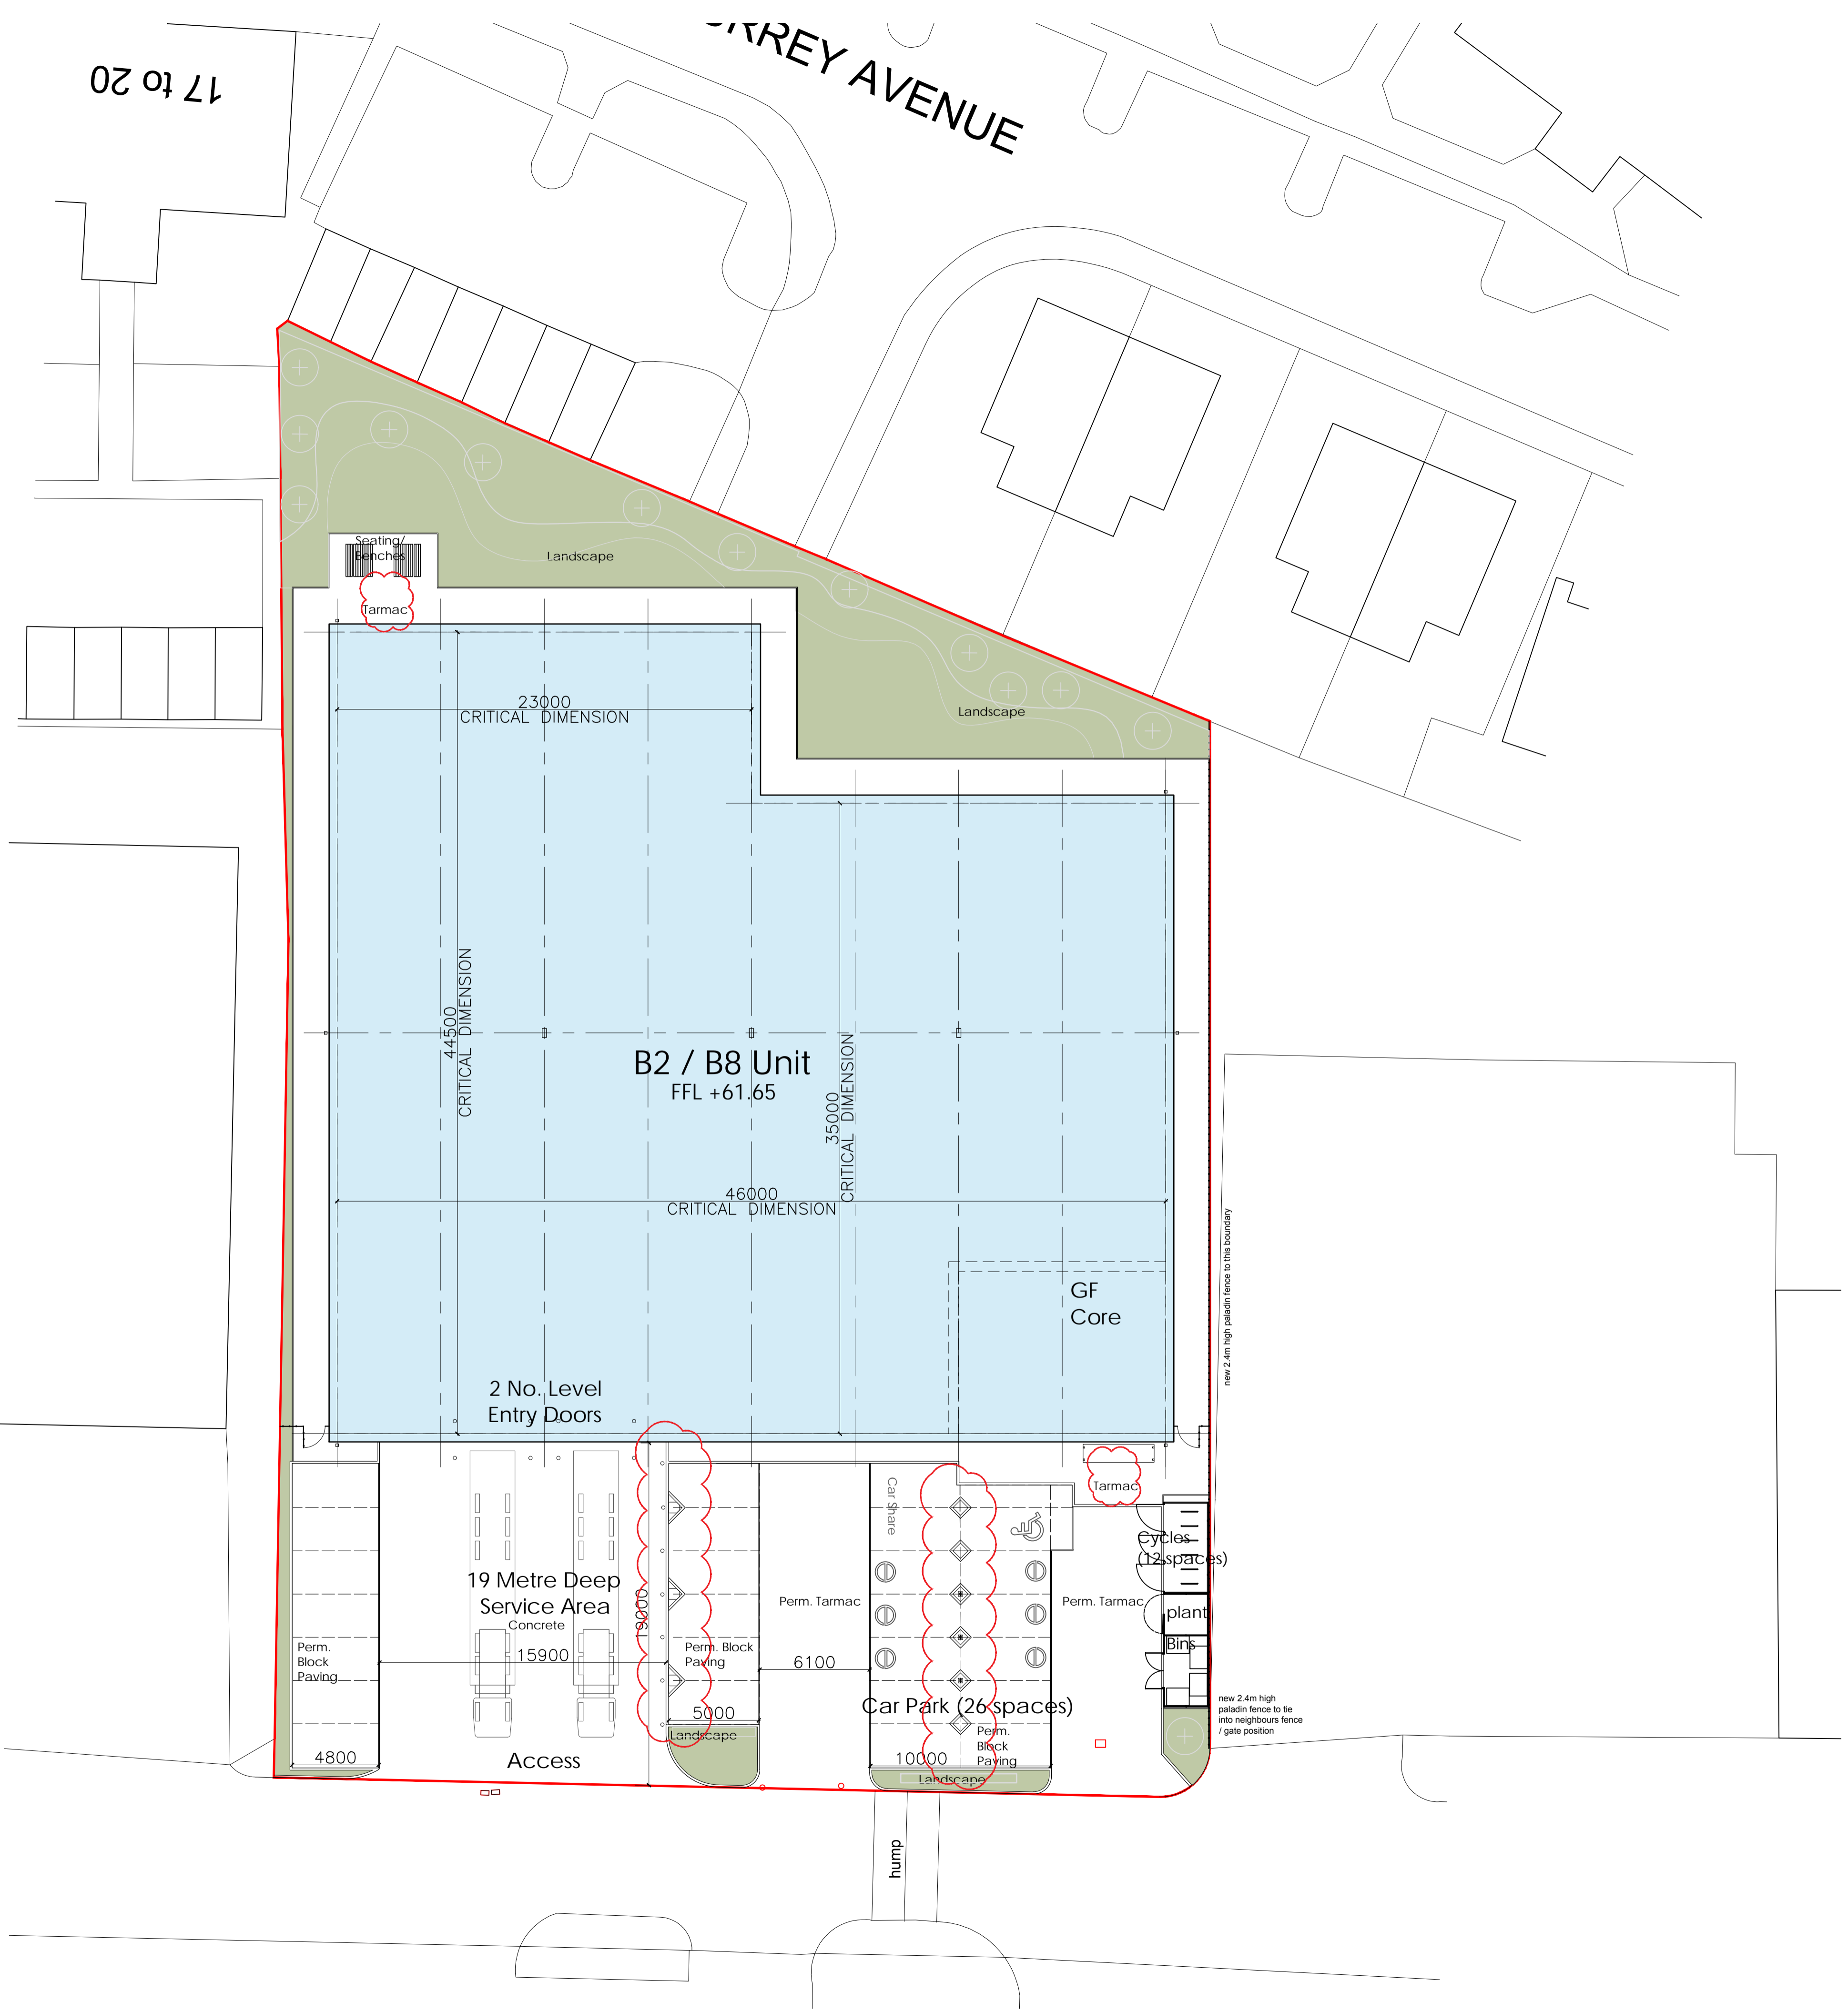 17 to 20
RREY AVENUE
Seating/
Benches
Landscape
Tarmac
23000
CRITICAL DIMENSION
Landscape
44500
CRITICAL DIMENSION
B2 / B8 Unit
FFL +61.65
35000
CRITICAL DIMENSION
46000
CRITICAL DIMENSION
new 2.4m high paladin fence to this boundary
GF
Core
2 No. Level
Entry Doors
Car Share
Tarmac
Cycles
(12 spaces)
19 Metre Deep
Service Area
Concrete
19000
Perm. Tarmac
Perm. Tarmac
plant
Bins
Perm.
Block
Paving
15900
Perm. Block
Paving
6100
new 2.4m high
paladin fence to tie
into neighbours fence
/ gate position
Car Park (26 spaces)
5000
Landscape
Perm.
Block
Paving
4800
Access
10000
Landscape
hump